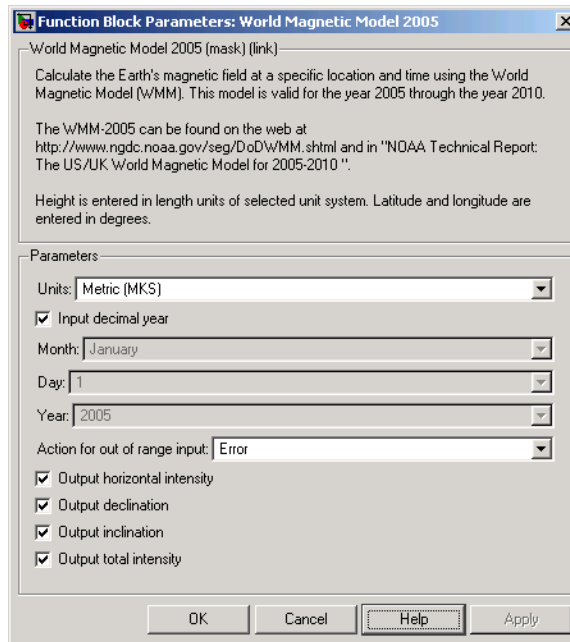 Function Block Parameters: World Magnetic Model 2005
World Magnetic Model 2005 (mask) (link)
Calculate the Earth's magnetic field at a specific location and time using the World
Magnetic Model (WMM). This model is valid for the year 2005 through the year 2010.
The WMM-2005 can be found on the web at
http://www.ngdc.noaa.gov/seg/DoDWMM.shtml and in "NOAA Technical Report:
The US/UK World Magnetic Model for 2005-2010 ".
Height is entered in length units of selected unit system. Latitude and longitude are
entered in degrees.
Parameters
Units: Metric (MKS)
Input decimal year
Month: January
Day: 1
Year: 2005
Action for out of range input: Error
Output horizontal intensity
Output declination
Output inclination
Output total intensity
OK Cancel Help Apply